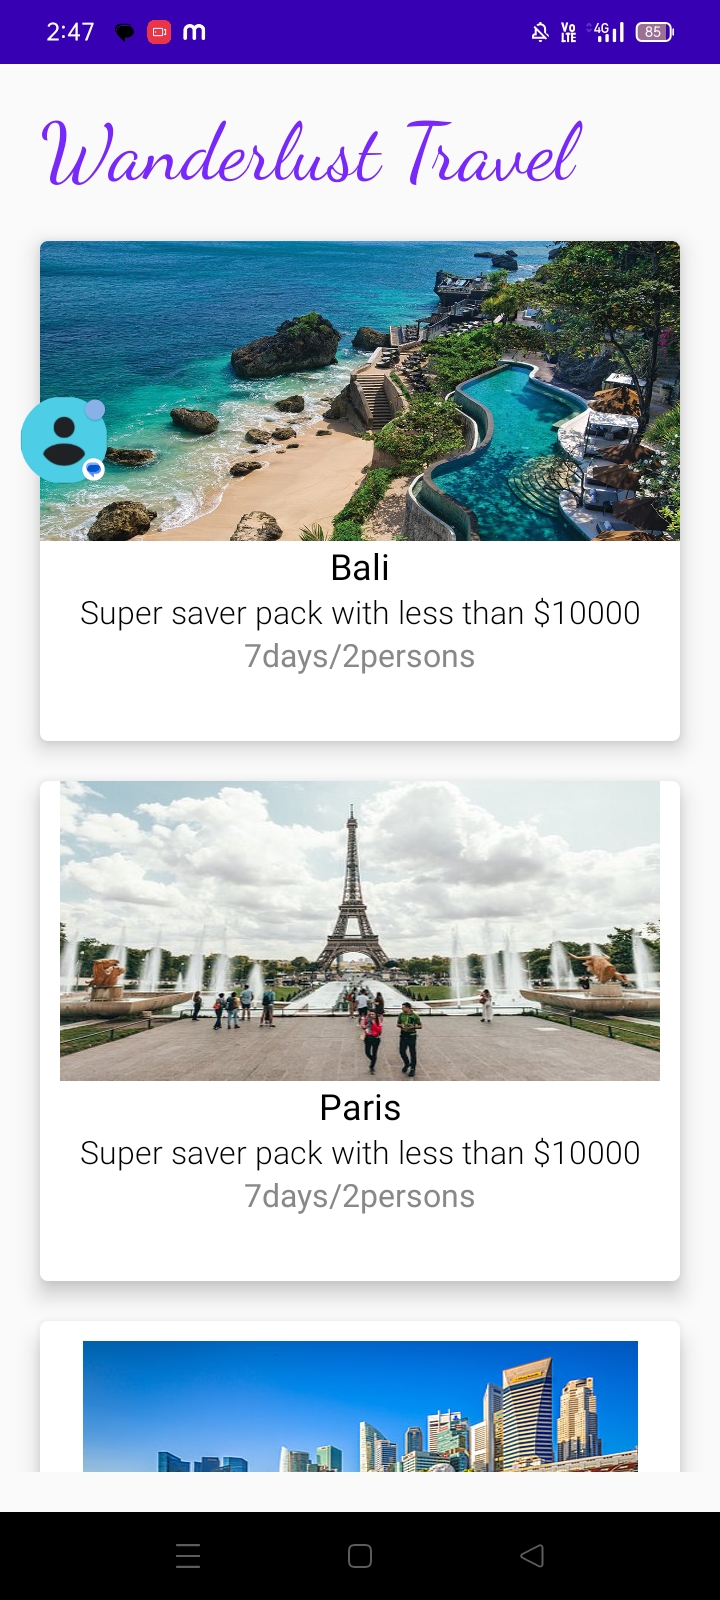 2:47
Vo
LTE
4G
85
Wanderlust Travel
Bali
Super saver pack with less than $10000
7days/2persons
Paris
Super saver pack with less than $10000
7days/2persons